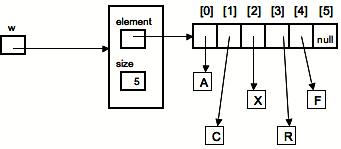 [0] [1] [2] [3] [4] [5]
element
w
null
size
5
A
X
F
C
R